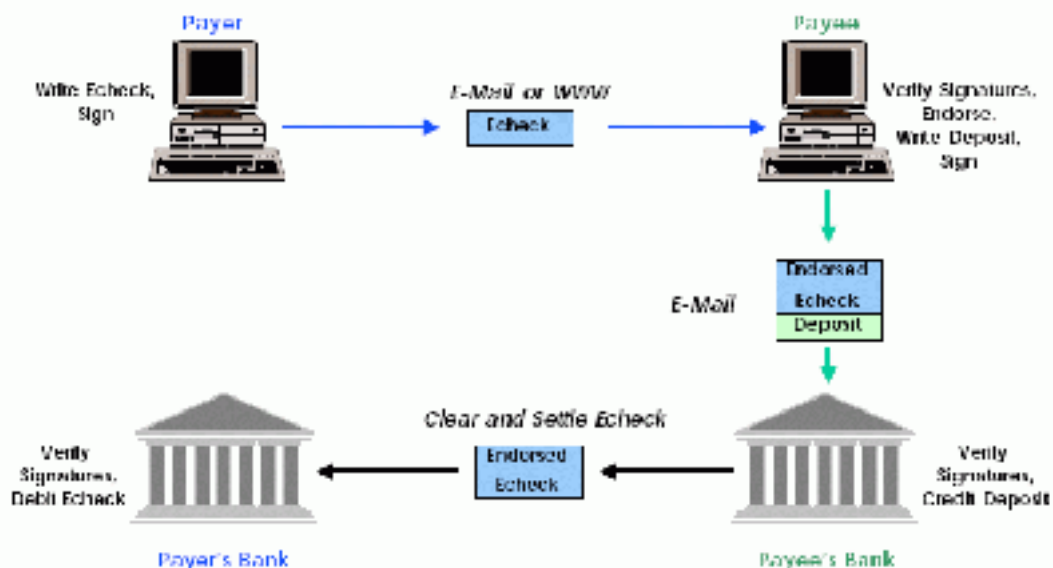 Payer
Payee
Write Echeck,
Sign
E-Mail or WWW
Echeck
Verify Signatures,
Endorse,
Write Deposit,
Sign
E-Mail
Endorsed
Echeck
Deposit
Clear and Settle Echeck
Verify
Signatures,
Debit Echeck
Endorsed
Echeck
Verify
Signatures,
Credit Deposit
Payer's Bank
Payee's Bank